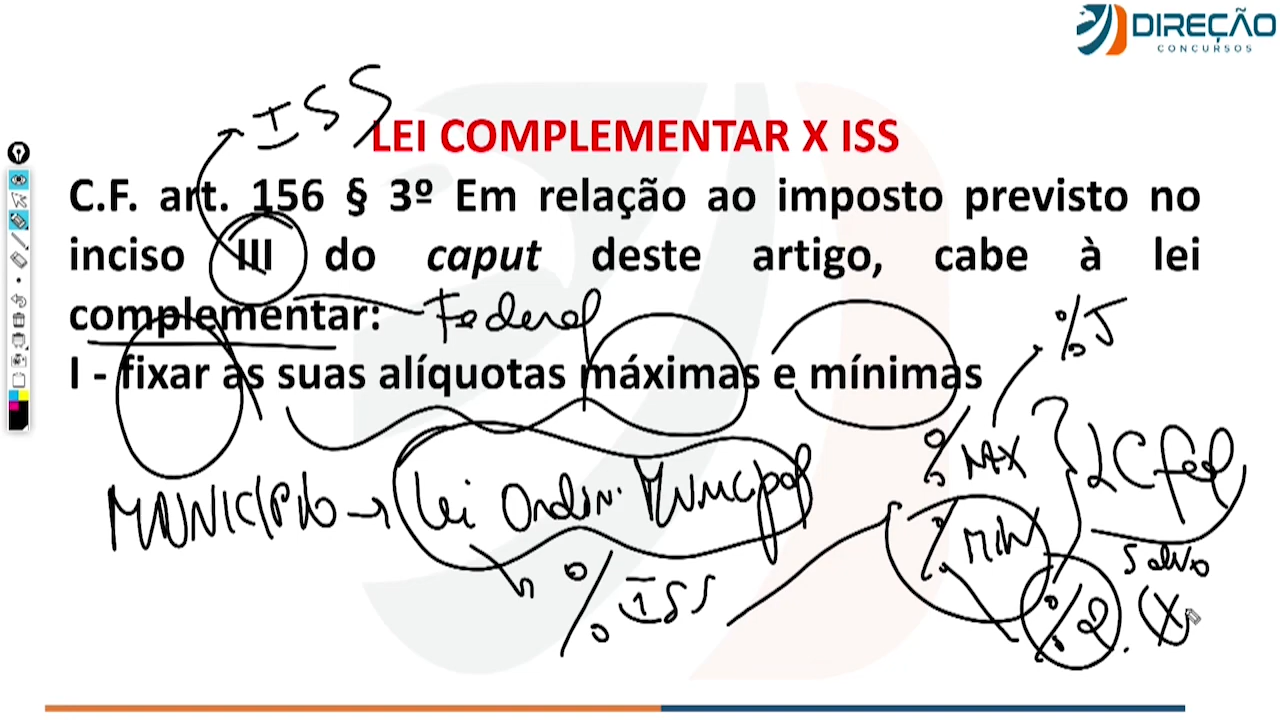 DIREÇÃO
CONCURSOS
ISS
LEI COMPLEMENTAR X ISS
C.F. art. 156 § 3º Em relação ao imposto previsto no
inciso III do caput deste artigo, cabe à lei
complementar: Federal
I - fixar as suas alíquotas máximas e mínimas
% 5
% MAX
LC Fed
MUNICÍPIO → Lei Ordin. Municipal
% MIN
Salvo
% ISS
% 2.